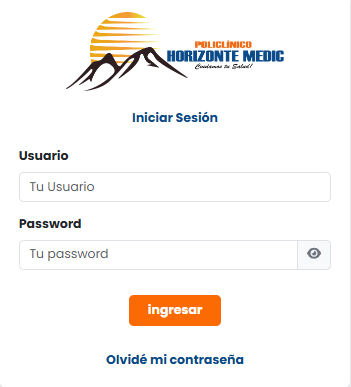 POLICLÍNICO
HORIZONTE MEDIC
Cuidamos tu Salud!
Iniciar Sesión
Usuario
Tu Usuario
Password
Tu password
ingresar
Olvidé mi contraseña